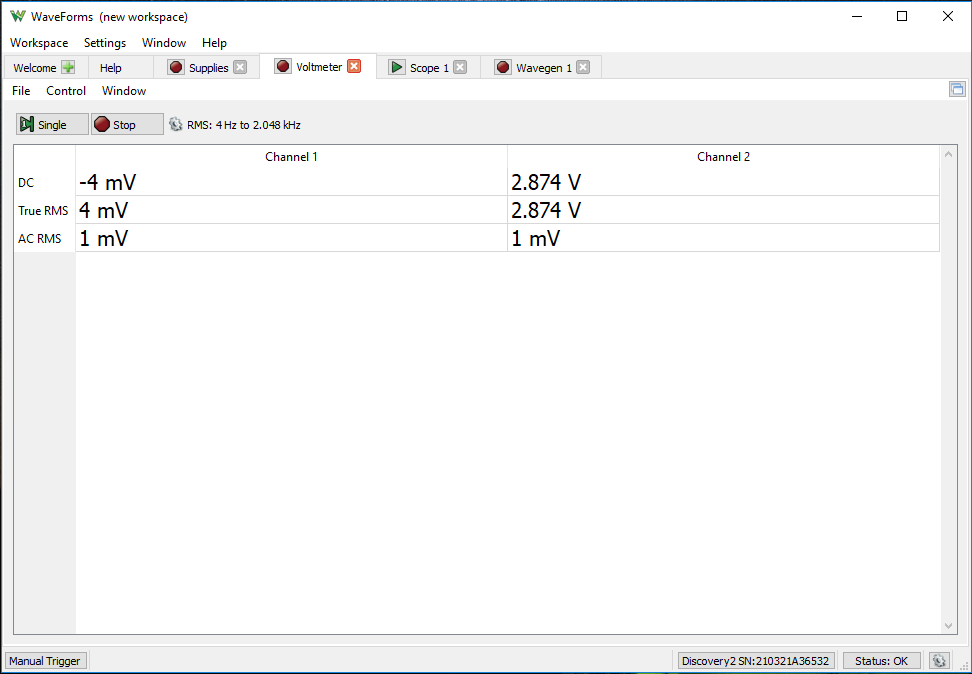 WaveForms (new workspace)
Workspace Settings Window Help
Welcome Help Supplies Voltmeter Scope 1 Wavegen 1
File Control Window
Single Stop RMS: 4 Hz to 2.048 kHz
Channel 1 Channel 2
DC -4 mV 2.874 V
True RMS 4 mV 2.874 V
AC RMS 1 mV 1 mV
Manual Trigger Discovery2 SN:210321A36532 Status: OK